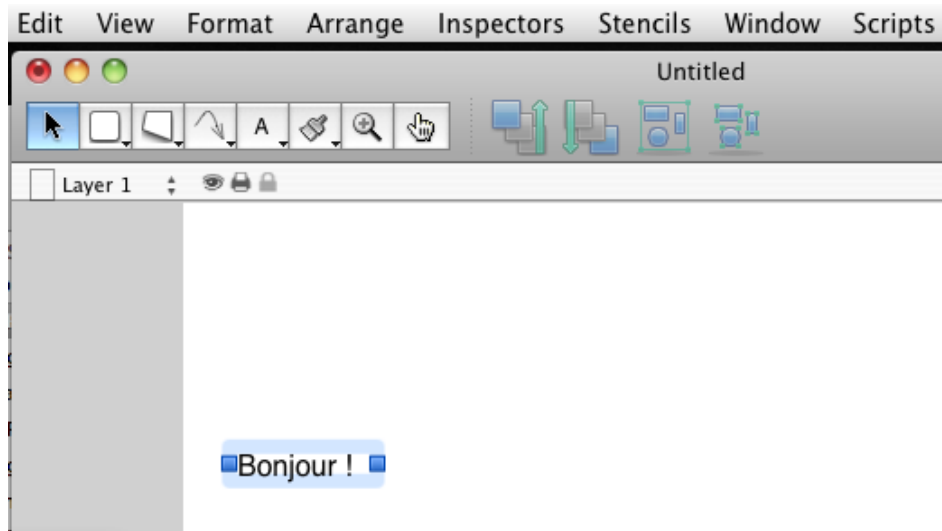 Edit View Format Arrange Inspectors Stencils Window Scripts
Untitled
A
Layer 1
Bonjour !